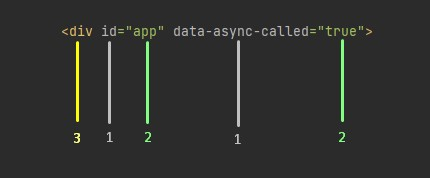 <div id="app" data-async-called="true">
3 1 2 1 2